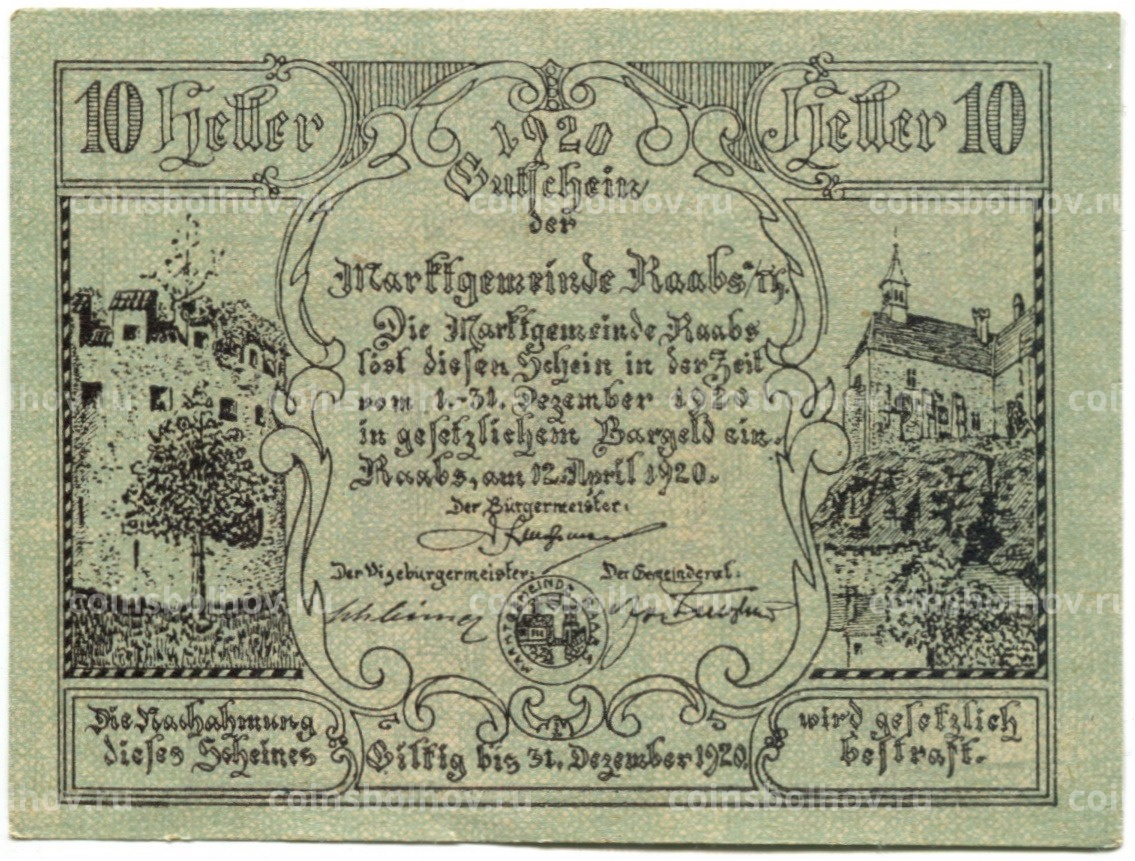 10 Heller
Heller 10
1920
Gutschein
der
Marktgemeinde Raabs a/Th.
Die Marktgemeinde Raabs
löst diesen Schein in der Zeit
vom 1.-31. Dezember 1920
in gesetzlichem Bargeld ein.
Raabs, am 12. April 1920.
Der Bürgermeister:
Der Vizebürgermeister:
Der Gemeinderat:
Die Nachahmung
dieses Scheines
Giltig bis 31. Dezember 1920.
wird gesetzlich
bestraft.
coinsbolhov.ru